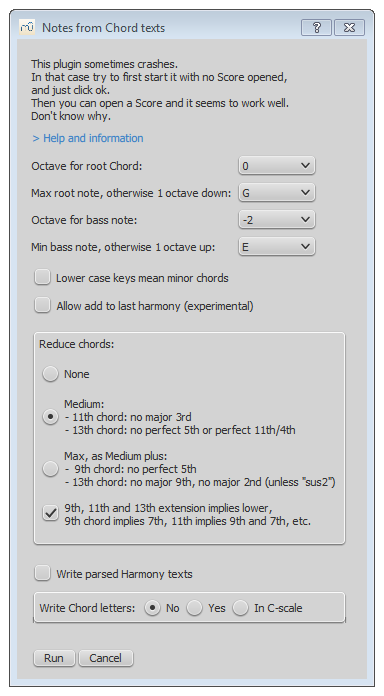 Notes from Chord texts
This plugin sometimes crashes.
In that case try to first start it with no Score opened,
and just click ok.
Then you can open a Score and it seems to work well.
Don't know why.
> Help and information
Octave for root Chord: 0
Max root note, otherwise 1 octave down: G
Octave for bass note: -2
Min bass note, otherwise 1 octave up: E
Lower case keys mean minor chords
Allow add to last harmony (experimental)
Reduce chords:
None
Medium:
- 11th chord: no major 3rd
- 13th chord: no perfect 5th or perfect 11th/4th
Max, as Medium plus:
- 9th chord: no perfect 5th
- 13th chord: no major 9th, no major 2nd (unless "sus2")
9th, 11th and 13th extension implies lower,
9th chord implies 7th, 11th implies 9th and 7th, etc.
Write parsed Harmony texts
Write Chord letters: No Yes In C-scale
Run Cancel